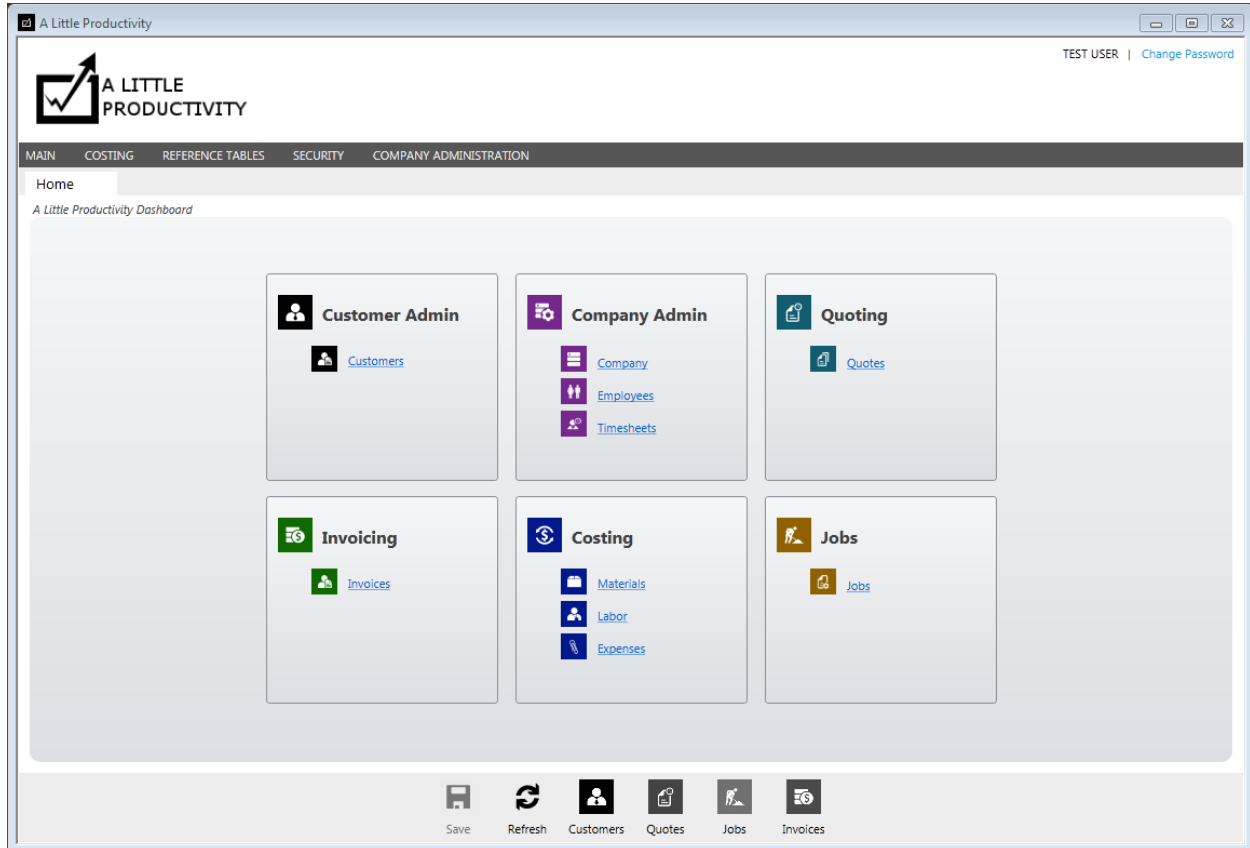 A Little Productivity
TEST USER | Change Password
A LITTLE
PRODUCTIVITY
MAIN COSTING REFERENCE TABLES SECURITY COMPANY ADMINISTRATION
Home
A Little Productivity Dashboard
Customer Admin
Customers
Company Admin
Company
Employees
Timesheets
Quoting
Quotes
Invoicing
Invoices
Costing
Materials
Labor
Expenses
Jobs
Jobs
Save Refresh Customers Quotes Jobs Invoices